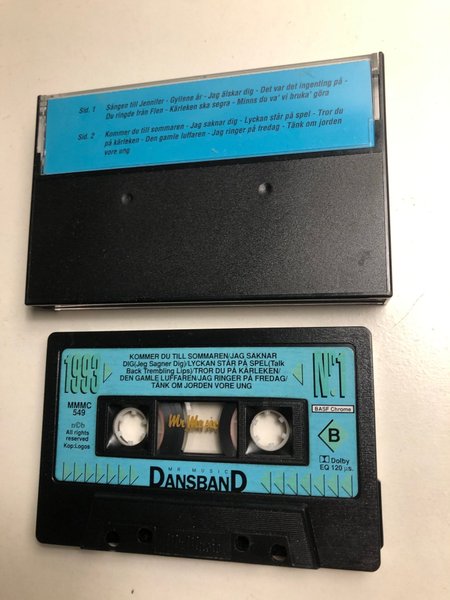 Sid. 1 Sången till Jennifer - Gyllene år - Jag älskar dig - Det var det ingenting på -
Du ringde från Flen - Kärleken ska segra - Minns du va' vi bruka' göra
Sid. 2 Kommer du till sommaren - Jag saknar dig - Lyckan står på spel - Tror du
på kärleken - Den gamle luffaren - Jag ringer på fredag - Tänk om jorden
vore ung
1993
KOMMER DU TILL SOMMAREN/JAG SAKNAR
DIG(Jeg Sagner Dig)/LYCKAN STÅR PÅ SPEL(Talk
Back Trembling Lips)/TROR DU PÅ KÄRLEKEN/
DEN GAMLE LUFFAREN/JAG RINGER PÅ FREDAG/
TÄNK OM JORDEN VORE UNG
No1
MMMC
549
n©b
All rights
reserved
Kop:Logos
BASF Chrome
B
Dolby
EQ 120 µs.
MR MUSIC
DANSBAND